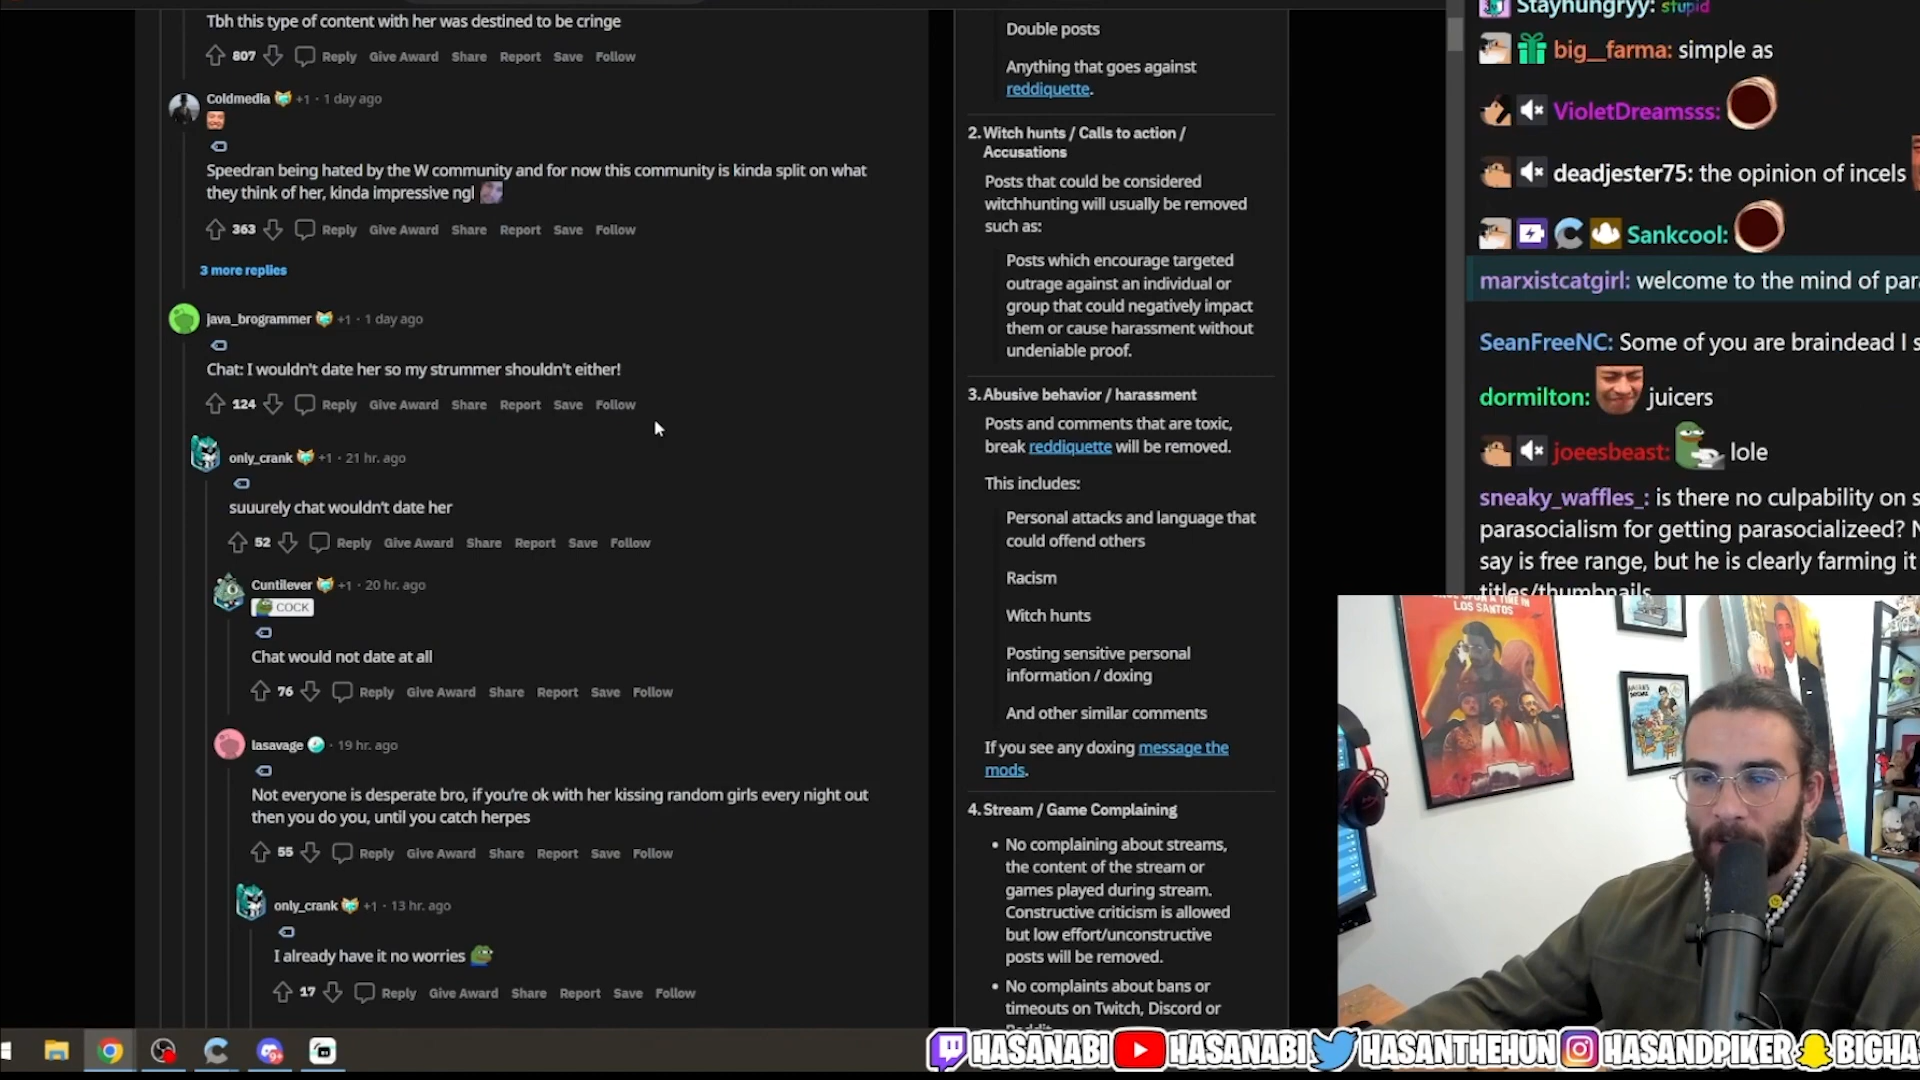 Tbh this type of content with her was destined to be cringe
807 Reply Give Award Share Report Save Follow
Coldmedia +1 · 1 day ago
Speedran being hated by the W community and for now this community is kinda split on what
they think of her, kinda impressive ngl
363 Reply Give Award Share Report Save Follow
3 more replies
java_brogrammer +1 · 1 day ago
Chat: I wouldn't date her so my strummer shouldn't either!
124 Reply Give Award Share Report Save Follow
only_crank +1 · 21 hr. ago
suuurely chat wouldn't date her
52 Reply Give Award Share Report Save Follow
Cuntilever +1 · 20 hr. ago
COCK
Chat would not date at all
76 Reply Give Award Share Report Save Follow
lasavage · 19 hr. ago
Not everyone is desperate bro, if you're ok with her kissing random girls every night out
then you do you, until you catch herpes
55 Reply Give Award Share Report Save Follow
only_crank +1 · 13 hr. ago
I already have it no worries
17 Reply Give Award Share Report Save Follow
Double posts
Anything that goes against
reddiquette.
2. Witch hunts / Calls to action /
Accusations
Posts that could be considered
witchhunting will usually be removed
such as:
Posts which encourage targeted
outrage against an individual or
group that could negatively impact
them or cause harassment without
undeniable proof.
3. Abusive behavior / harassment
Posts and comments that are toxic,
break reddiquette will be removed.
This includes:
Personal attacks and language that
could offend others
Racism
Witch hunts
Posting sensitive personal
information / doxing
And other similar comments
If you see any doxing message the
mods.
4. Stream / Game Complaining
• No complaining about streams,
the content of the stream or
games played during stream.
Constructive criticism is allowed
but low effort/unconstructive
posts will be removed.
• No complaints about bans or
timeouts on Twitch, Discord or
Reddit
Stayhungryy: stupid
big__farma: simple as
VioletDreamsss:
deadjester75: the opinion of incels
Sankcool:
marxistcatgirl: welcome to the mind of par
SeanFreeNC: Some of you are braindead I s
dormilton: juicers
joeesbeast: lole
sneaky_waffles_: is there no culpability on s
parasocialism for getting parasocializeed? N
say is free range, but he is clearly farming it
titles/thumbnails
LOS SANTOS
HASANABI HASANABI HASANTHEHUN HASANDPIKER BIGHAS